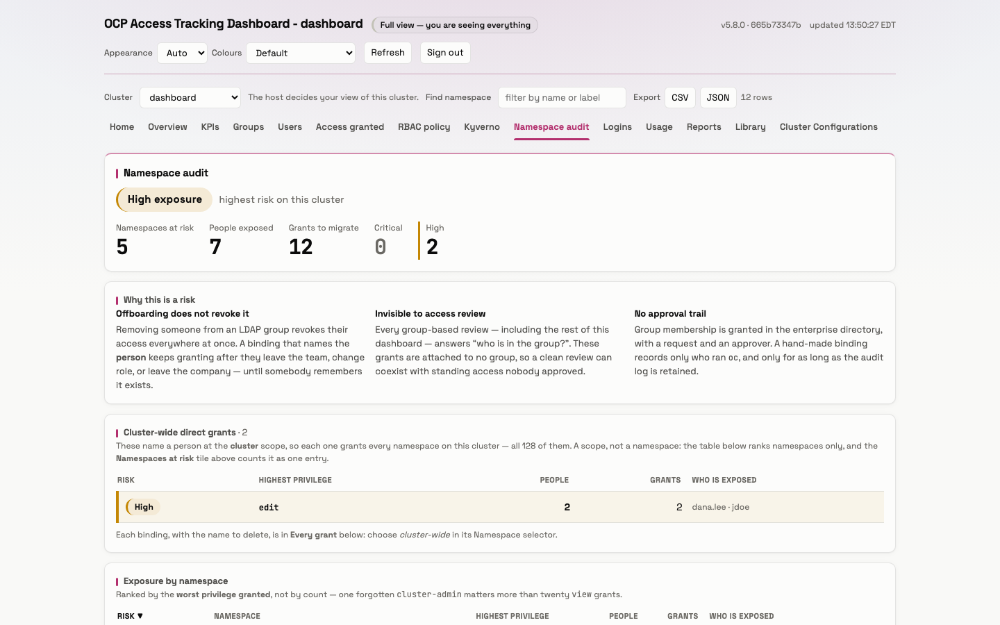 OCP Access Tracking Dashboard - dashboard
Full view — you are seeing everything
v5.8.0 · 665b73347b updated 13:50:27 EDT
Appearance Auto Colours Default Refresh Sign out
Cluster dashboard The host decides your view of this cluster. Find namespace filter by name or label Export CSV JSON 12 rows
Home Overview KPIs Groups Users Access granted RBAC policy Kyverno Namespace audit Logins Usage Reports Library Cluster Configurations
Namespace audit
High exposure highest risk on this cluster
Namespaces at risk People exposed Grants to migrate Critical High
5 7 12 0 2
Why this is a risk
Offboarding does not revoke it
Removing someone from an LDAP group revokes their
access everywhere at once. A binding that names the
person keeps granting after they leave the team, change
role, or leave the company — until somebody remembers
it exists.
Invisible to access review
Every group-based review — including the rest of this
dashboard — answers “who is in the group?”. These
grants are attached to no group, so a clean review can
coexist with standing access nobody approved.
No approval trail
Group membership is granted in the enterprise directory,
with a request and an approver. A hand-made binding
records only who ran oc, and only for as long as the audit
log is retained.
Cluster-wide direct grants · 2
These name a person at the cluster scope, so each one grants every namespace on this cluster — all 128 of them. A scope, not a namespace: the table below ranks namespaces only, and the
Namespaces at risk tile above counts it as one entry.
RISK HIGHEST PRIVILEGE PEOPLE GRANTS WHO IS EXPOSED
High edit 2 2 dana.lee · jdoe
Each binding, with the name to delete, is in Every grant below: choose cluster-wide in its Namespace selector.
Exposure by namespace
Ranked by the worst privilege granted, not by count — one forgotten cluster-admin matters more than twenty view grants.
RISK ▼ NAMESPACE HIGHEST PRIVILEGE PEOPLE GRANTS WHO IS EXPOSED